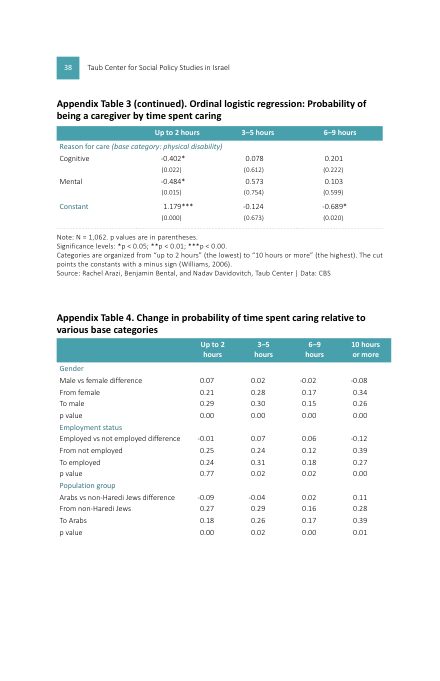 38 Taub Center for Social Policy Studies in Israel
Appendix Table 3 (continued). Ordinal logistic regression: Probability of
being a caregiver by time spent caring
Up to 2 hours 3–5 hours 6–9 hours
Reason for care (base category: physical disability)
Cognitive -0.402* 0.078 0.201
(0.022) (0.612) (0.222)
Mental -0.484* 0.573 0.103
(0.015) (0.754) (0.599)
Constant 1.179*** -0.124 -0.689*
(0.000) (0.673) (0.020)
Note: N = 1,062. p values are in parentheses.
Significance levels: *p < 0.05; **p < 0.01; ***p < 0.00.
Categories are organized from "up to 2 hours" (the lowest) to "10 hours or more" (the highest). The cut
points the constants with a minus sign (Williams, 2006).
Source: Rachel Arazi, Benjamin Bental, and Nadav Davidovitch, Taub Center | Data: CBS
Appendix Table 4. Change in probability of time spent caring relative to
various base categories
Up to 2 hours 3–5 hours 6–9 hours 10 hours or more
Gender
Male vs female difference 0.07 0.02 -0.02 -0.08
From female 0.21 0.28 0.17 0.34
To male 0.29 0.30 0.15 0.26
p value 0.00 0.00 0.00 0.00
Employment status
Employed vs not employed difference -0.01 0.07 0.06 -0.12
From not employed 0.25 0.24 0.12 0.39
To employed 0.24 0.31 0.18 0.27
p value 0.77 0.02 0.02 0.00
Population group
Arabs vs non-Haredi Jews difference -0.09 -0.04 0.02 0.11
From non-Haredi Jews 0.27 0.29 0.16 0.28
To Arabs 0.18 0.26 0.17 0.39
p value 0.00 0.02 0.00 0.01